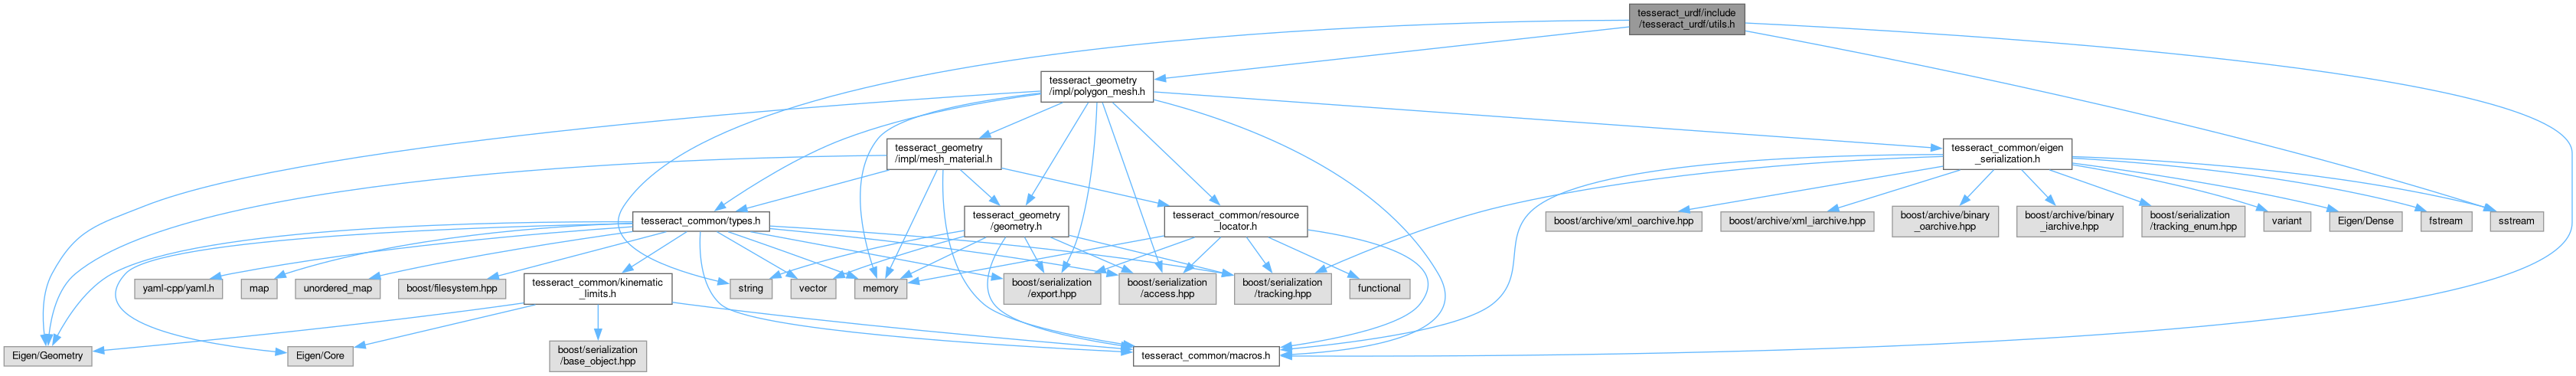 tesseract_urdf/include
/tesseract_urdf/utils.h
tesseract_geometry
/impl/polygon_mesh.h
tesseract_geometry
/impl/mesh_material.h
tesseract_common/eigen
_serialization.h
tesseract_common/types.h
tesseract_geometry
/geometry.h
tesseract_common/resource
_locator.h
boost/archive/xml_oarchive.hpp
boost/archive/xml_iarchive.hpp
boost/archive/binary
_oarchive.hpp
boost/archive/binary
_iarchive.hpp
boost/serialization
/tracking_enum.hpp
variant
Eigen/Dense
fstream
sstream
yaml-cpp/yaml.h
map
unordered_map
boost/filesystem.hpp
tesseract_common/kinematic
_limits.h
string
vector
memory
boost/serialization
/export.hpp
boost/serialization
/access.hpp
boost/serialization
/tracking.hpp
functional
Eigen/Geometry
Eigen/Core
boost/serialization
/base_object.hpp
tesseract_common/macros.h